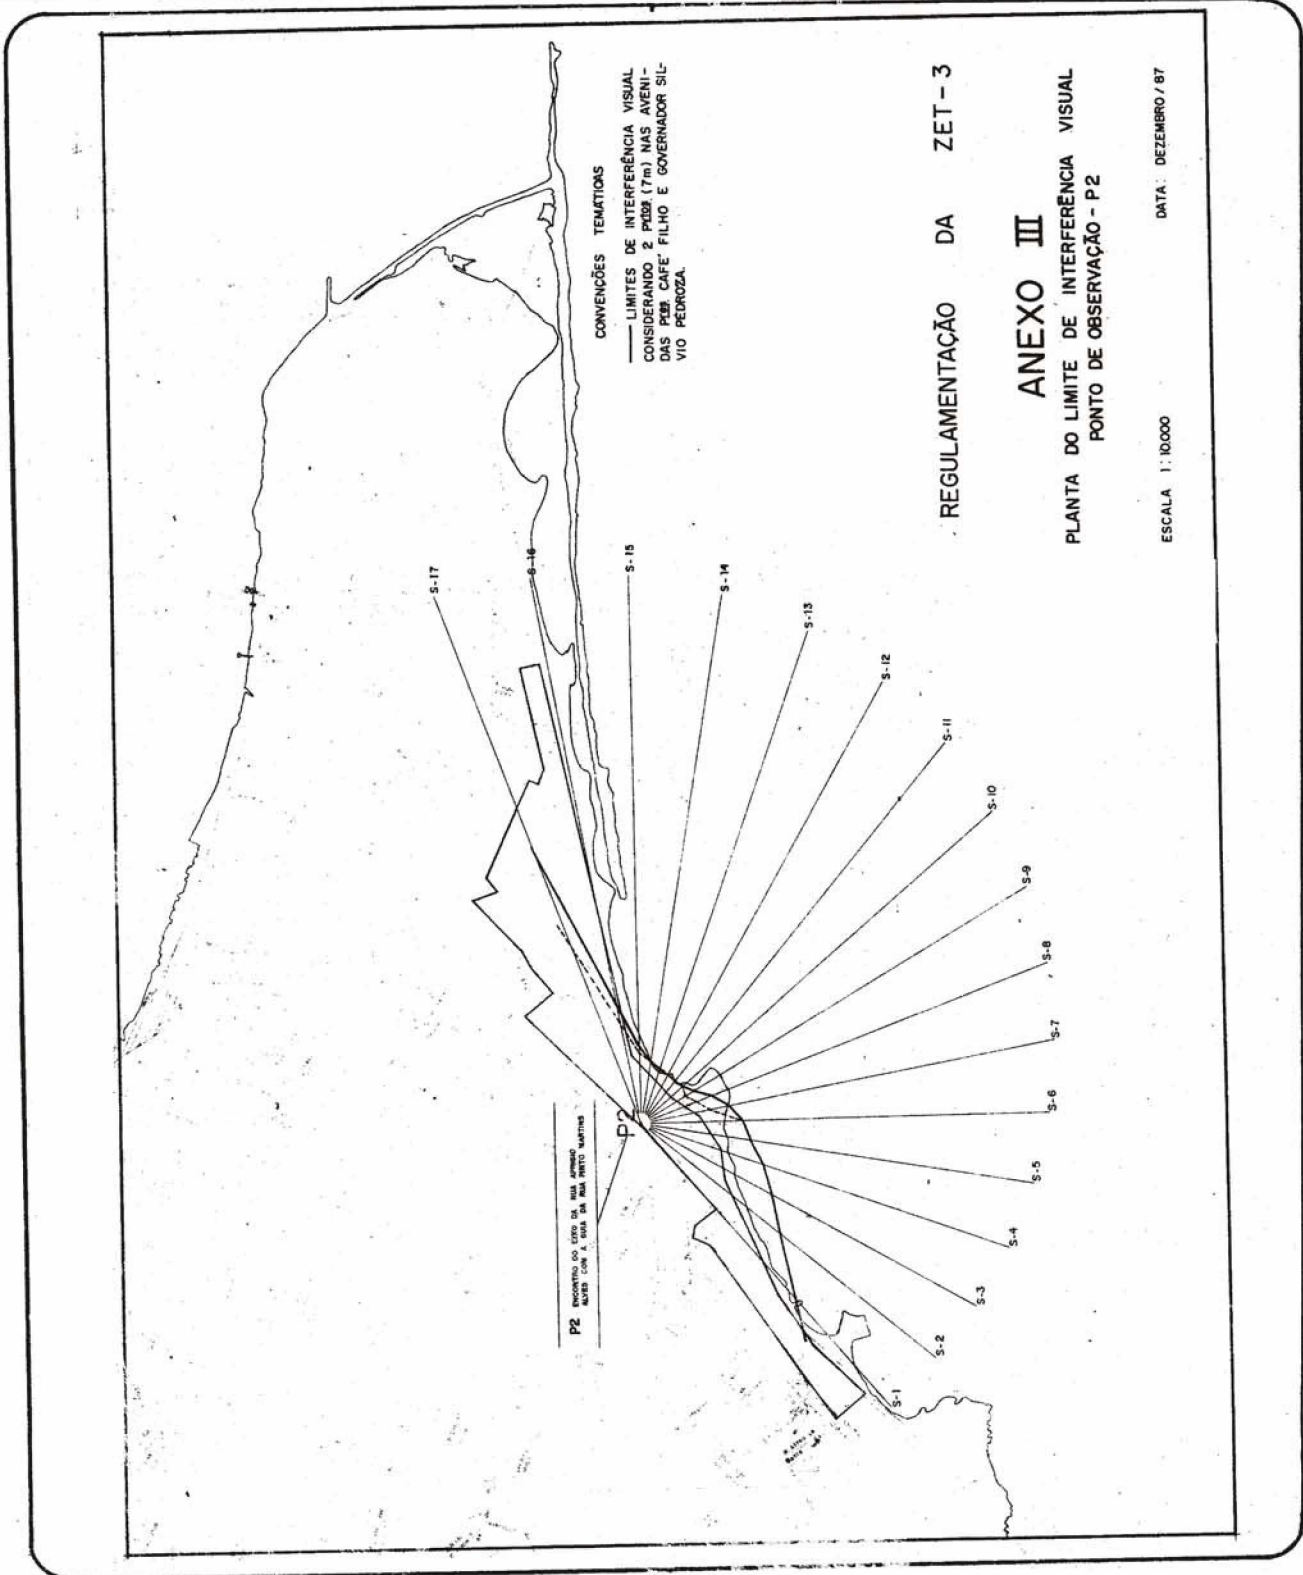 CONVENÇÕES TEMÁTICAS
LIMITES DE INTERFERÊNCIA VISUAL
CONSIDERANDO 2 PVTOS. (7m) NAS AVENI-
DAS PRES. CAFE' FILHO E GOVERNADOR SIL-
VIO PEDROZA.
REGULAMENTAÇÃO DA ZET-3
ANEXO III
PLANTA DO LIMITE DE INTERFERÊNCIA VISUAL
PONTO DE OBSERVAÇÃO - P2
ESCALA 1:10.000
DATA: DEZEMBRO / 87
P2 ENCONTRO DO EIXO DA RUA APRIGIO
ALVES COM A GUIA DA RUA PINTO MARTINS
P2
S-1
S-2
S-3
S-4
S-5
S-6
S-7
S-8
S-9
S-10
S-11
S-12
S-13
S-14
S-15
S-16
S-17